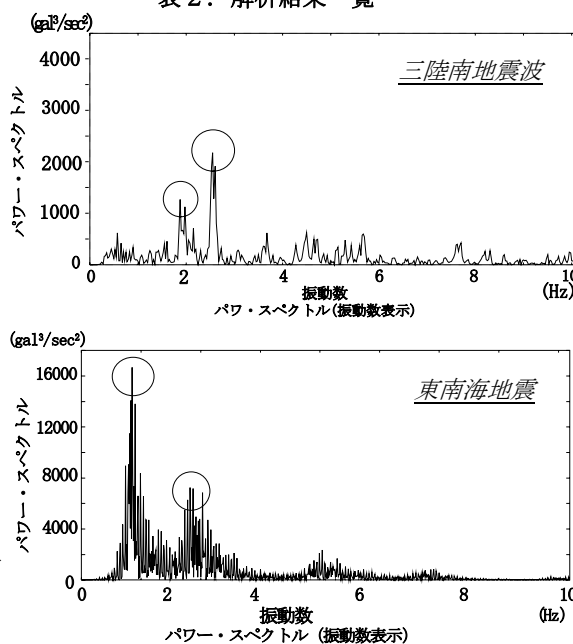 表２．解析結果一覧
(gal³/sec²)
三陸南地震波
パワー・スペクトル
4000
3000
2000
1000
0
0 2 4 6 8 10
振動数 (Hz)
パワ・スペクトル(振動数表示)
(gal³/sec²)
東南海地震
パワー・スペクトル
16000
12000
8000
4000
0
0 2 4 6 8 10
振動数 (Hz)
パワー・スペクトル (振動数表示)